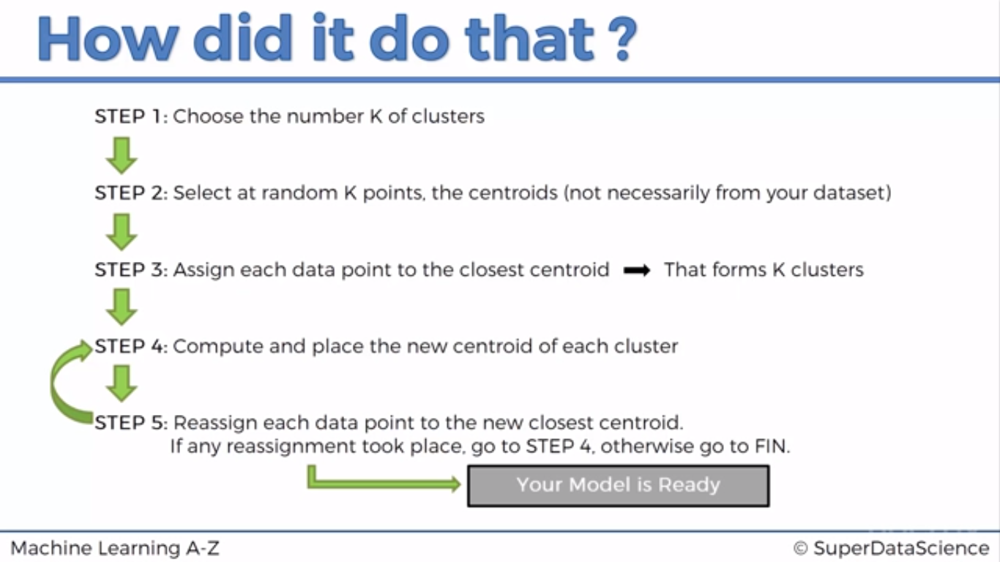 How did it do that ?
STEP 1: Choose the number K of clusters
STEP 2: Select at random K points, the centroids (not necessarily from your dataset)
STEP 3: Assign each data point to the closest centroid ➡ That forms K clusters
STEP 4: Compute and place the new centroid of each cluster
STEP 5: Reassign each data point to the new closest centroid.
If any reassignment took place, go to STEP 4, otherwise go to FIN.
Your Model is Ready
Machine Learning A-Z
© SuperDataScience